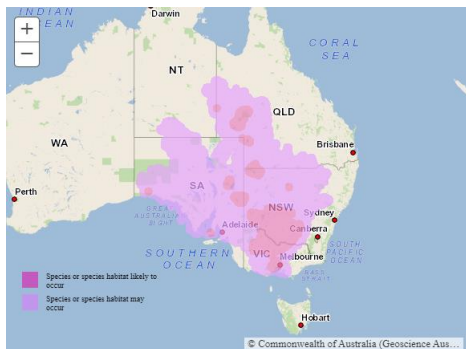 INDIAN
OCEAN
Darwin
+
−
CORAL
SEA
NT
QLD
WA
Brisbane
Perth
SA
GREAT
AUSTRALIAN
BIGHT
NSW
Sydney
Adelaide
Canberra
SOUTHERN
OCEAN
VIC
Melbourne
SOUTH
PACIFIC
OCEAN
BASS
STRAIT
Species or species habitat likely to
occur
Species or species habitat may
occur
Hobart
© Commonwealth of Australia (Geoscience Aus…